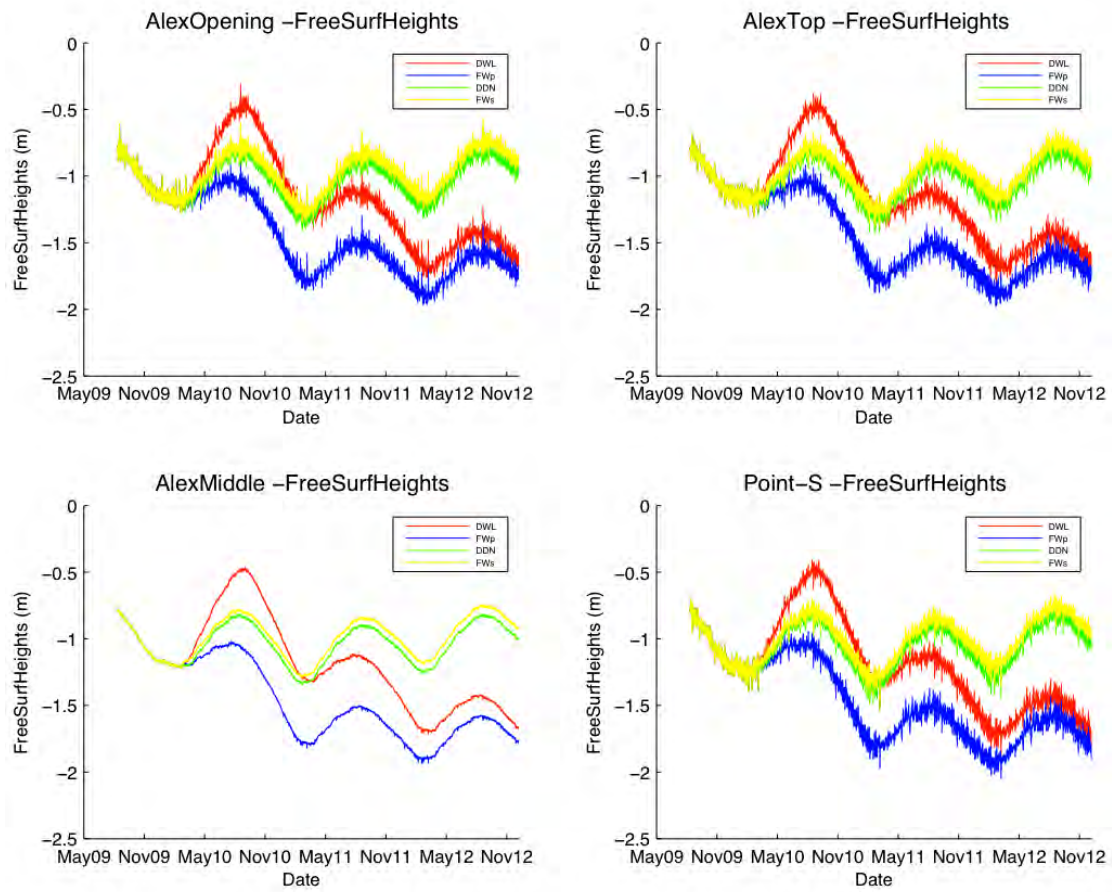 AlexOpening −FreeSurfHeights
0
−0.5
−1
−1.5
−2
−2.5
FreeSurfHeights (m)
DWL
FWp
DDN
FWs
May09 Nov09 May10 Nov10 May11 Nov11 May12 Nov12
Date
AlexTop −FreeSurfHeights
0
−0.5
−1
−1.5
−2
−2.5
FreeSurfHeights (m)
DWL
FWp
DDN
FWs
May09 Nov09 May10 Nov10 May11 Nov11 May12 Nov12
Date
AlexMiddle −FreeSurfHeights
0
−0.5
−1
−1.5
−2
−2.5
FreeSurfHeights (m)
DWL
FWp
DDN
FWs
May09 Nov09 May10 Nov10 May11 Nov11 May12 Nov12
Date
Point−S −FreeSurfHeights
0
−0.5
−1
−1.5
−2
−2.5
FreeSurfHeights (m)
DWL
FWp
DDN
FWs
May09 Nov09 May10 Nov10 May11 Nov11 May12 Nov12
Date